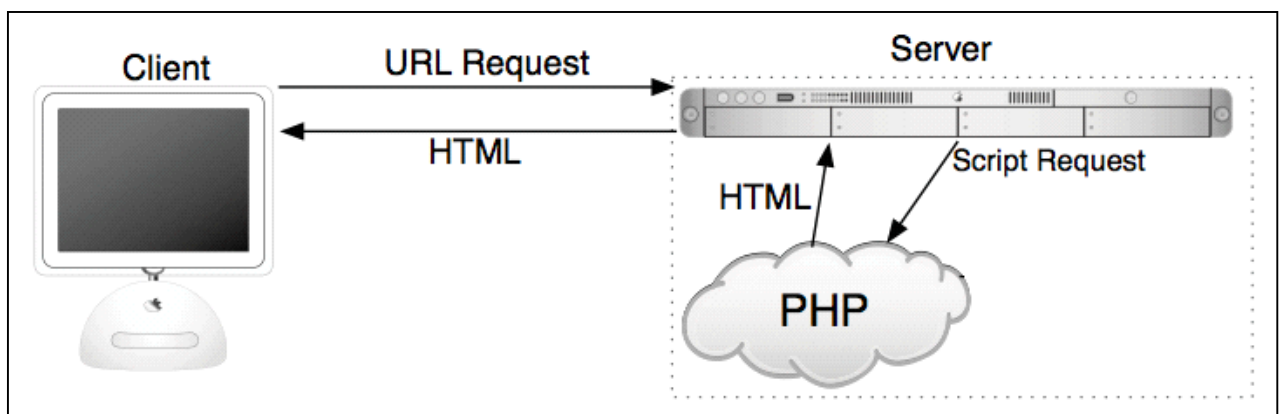 Client
URL Request
Server
HTML
Script Request
HTML
PHP